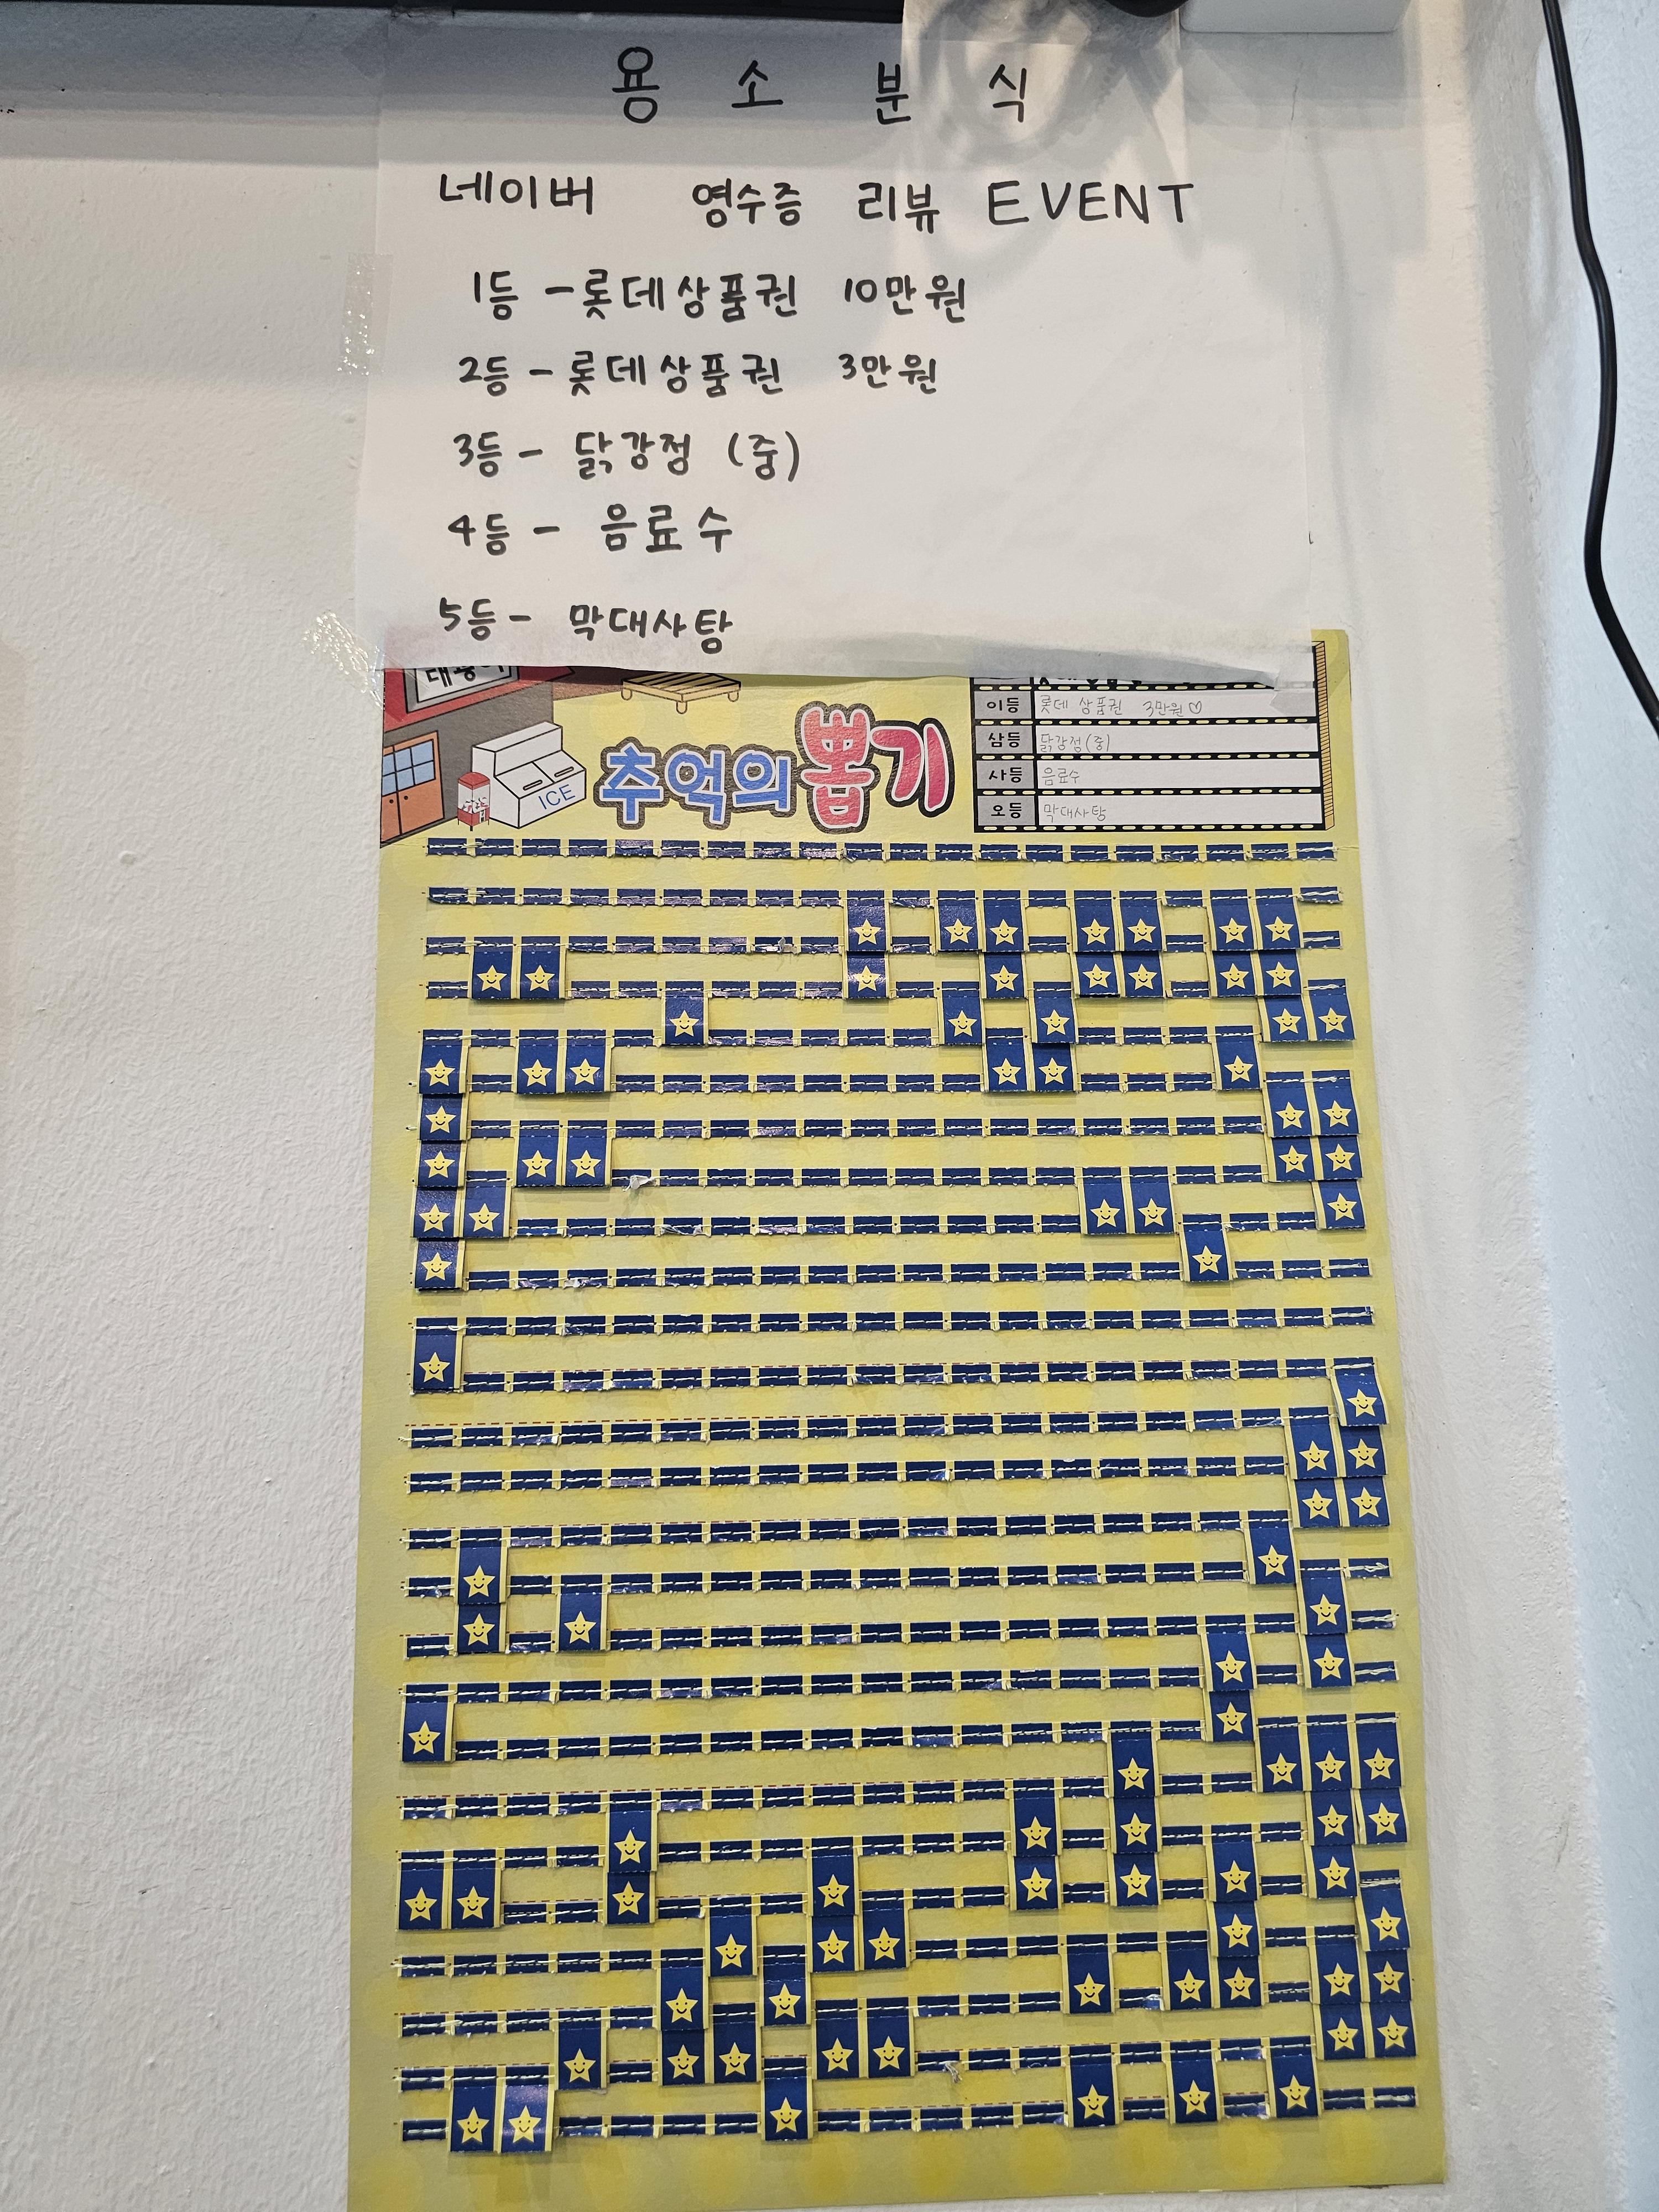 용소분식
네이버 영수증 리뷰 EVENT
1등 - 롯데상품권 10만원
2등 - 롯데상품권 3만원
3등 - 닭강정 (중)
4등 - 음료수
5등 - 막대사탕
ICE
추억의 뽑기
이등 롯데 상품권 3만원♡
삼등 닭강정(중)
사등 음료수
오등 막대사탕